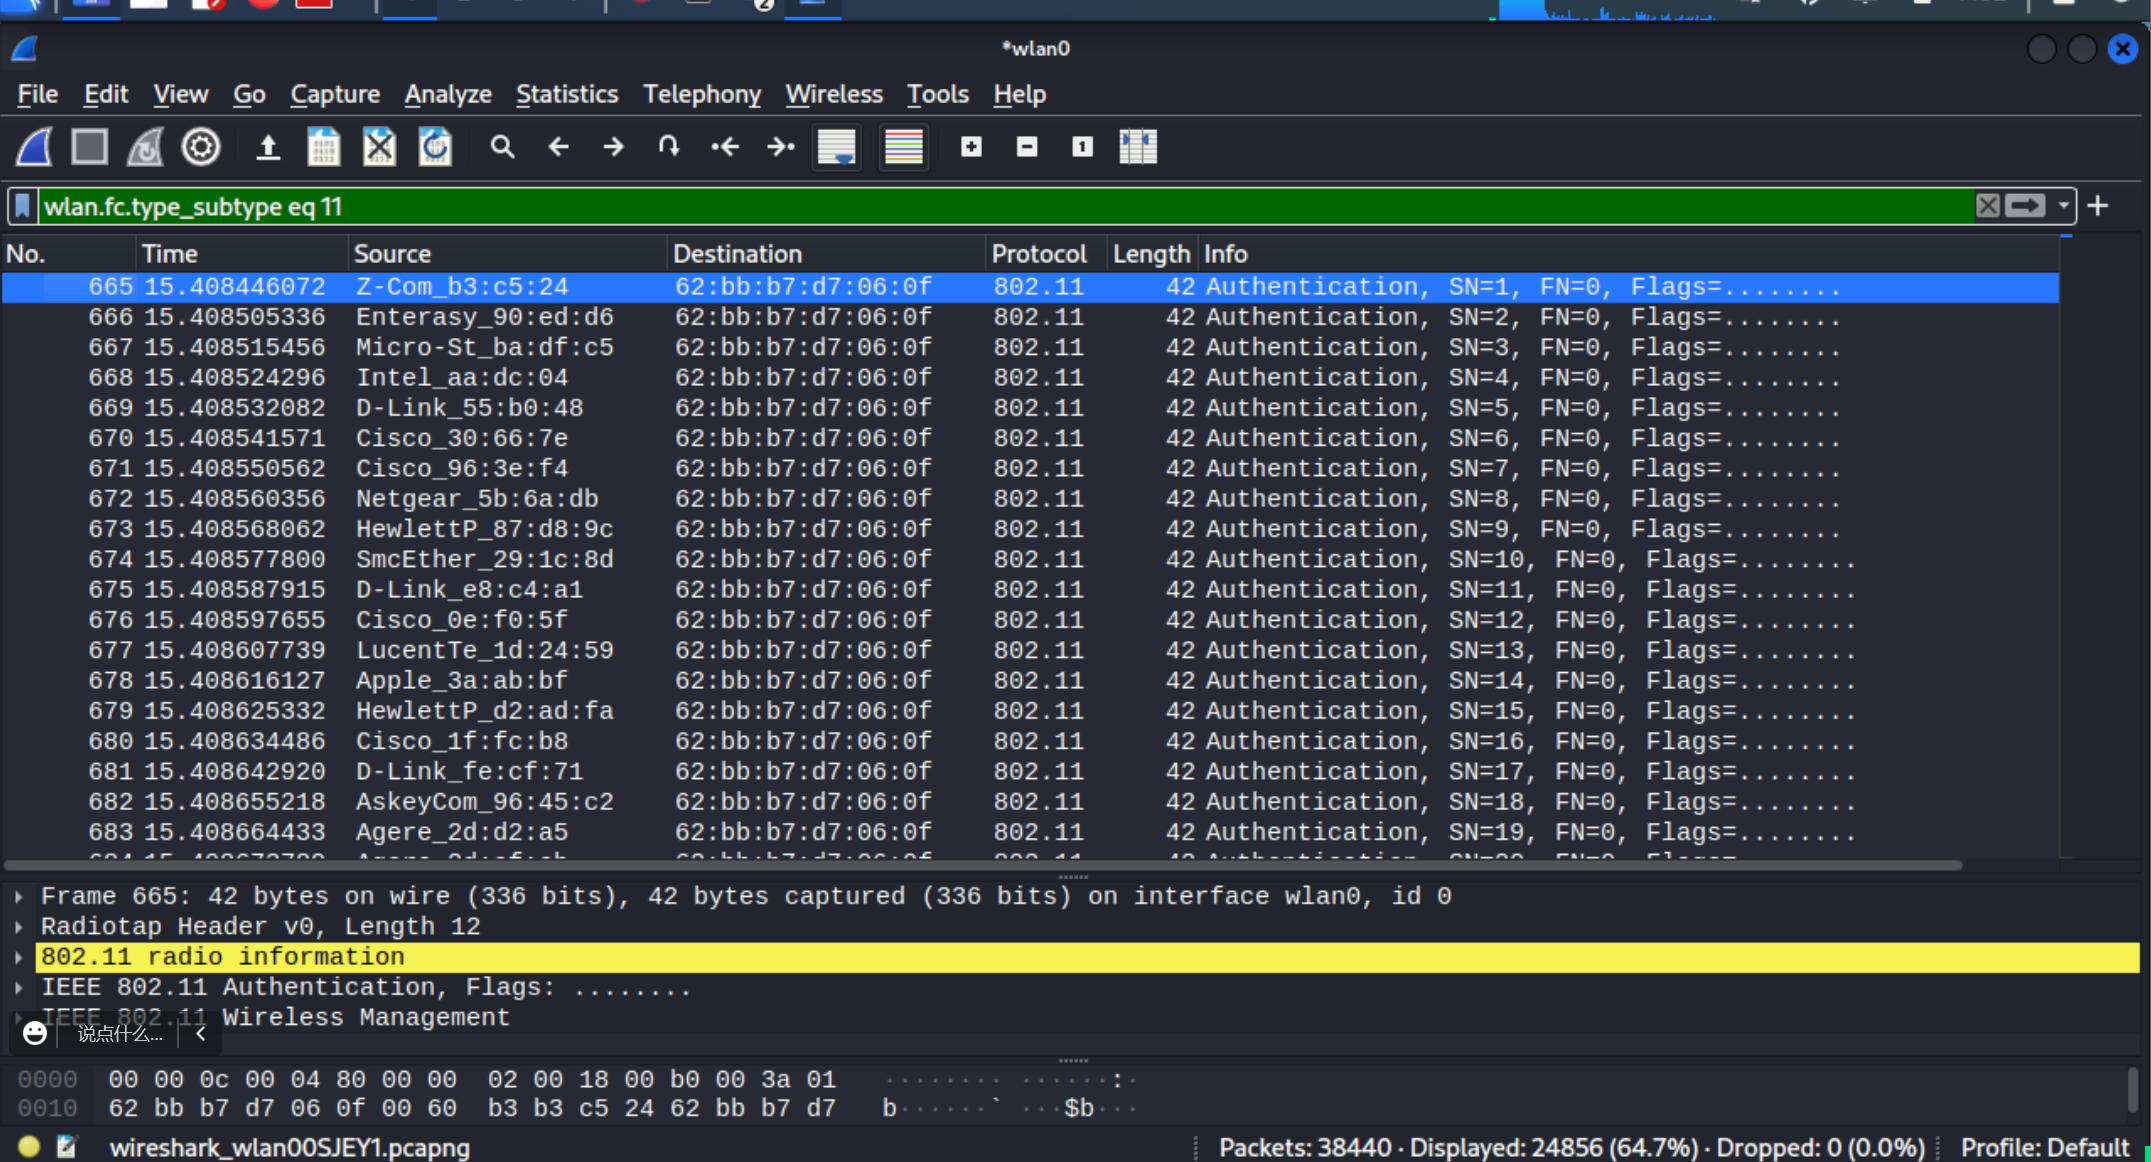 2
*wlan0
File Edit View Go Capture Analyze Statistics Telephony Wireless Tools Help
wlan.fc.type_subtype eq 11
No. Time Source Destination Protocol Length Info
665 15.408446072 Z-Com_b3:c5:24 62:bb:b7:d7:06:0f 802.11 42 Authentication, SN=1, FN=0, Flags=........
666 15.408505336 Enterasy_90:ed:d6 62:bb:b7:d7:06:0f 802.11 42 Authentication, SN=2, FN=0, Flags=........
667 15.408515456 Micro-St_ba:df:c5 62:bb:b7:d7:06:0f 802.11 42 Authentication, SN=3, FN=0, Flags=........
668 15.408524296 Intel_aa:dc:04 62:bb:b7:d7:06:0f 802.11 42 Authentication, SN=4, FN=0, Flags=........
669 15.408532082 D-Link_55:b0:48 62:bb:b7:d7:06:0f 802.11 42 Authentication, SN=5, FN=0, Flags=........
670 15.408541571 Cisco_30:66:7e 62:bb:b7:d7:06:0f 802.11 42 Authentication, SN=6, FN=0, Flags=........
671 15.408550562 Cisco_96:3e:f4 62:bb:b7:d7:06:0f 802.11 42 Authentication, SN=7, FN=0, Flags=........
672 15.408560356 Netgear_5b:6a:db 62:bb:b7:d7:06:0f 802.11 42 Authentication, SN=8, FN=0, Flags=........
673 15.408568062 HewlettP_87:d8:9c 62:bb:b7:d7:06:0f 802.11 42 Authentication, SN=9, FN=0, Flags=........
674 15.408577800 SmcEther_29:1c:8d 62:bb:b7:d7:06:0f 802.11 42 Authentication, SN=10, FN=0, Flags=........
675 15.408587915 D-Link_e8:c4:a1 62:bb:b7:d7:06:0f 802.11 42 Authentication, SN=11, FN=0, Flags=........
676 15.408597655 Cisco_0e:f0:5f 62:bb:b7:d7:06:0f 802.11 42 Authentication, SN=12, FN=0, Flags=........
677 15.408607739 LucentTe_1d:24:59 62:bb:b7:d7:06:0f 802.11 42 Authentication, SN=13, FN=0, Flags=........
678 15.408616127 Apple_3a:ab:bf 62:bb:b7:d7:06:0f 802.11 42 Authentication, SN=14, FN=0, Flags=........
679 15.408625332 HewlettP_d2:ad:fa 62:bb:b7:d7:06:0f 802.11 42 Authentication, SN=15, FN=0, Flags=........
680 15.408634486 Cisco_1f:fc:b8 62:bb:b7:d7:06:0f 802.11 42 Authentication, SN=16, FN=0, Flags=........
681 15.408642920 D-Link_fe:cf:71 62:bb:b7:d7:06:0f 802.11 42 Authentication, SN=17, FN=0, Flags=........
682 15.408655218 AskeyCom_96:45:c2 62:bb:b7:d7:06:0f 802.11 42 Authentication, SN=18, FN=0, Flags=........
683 15.408664433 Agere_2d:d2:a5 62:bb:b7:d7:06:0f 802.11 42 Authentication, SN=19, FN=0, Flags=........
Frame 665: 42 bytes on wire (336 bits), 42 bytes captured (336 bits) on interface wlan0, id 0
Radiotap Header v0, Length 12
802.11 radio information
IEEE 802.11 Authentication, Flags: ........
IEEE 802.11 Wireless Management
说点什么...
0000 00 00 0c 00 04 80 00 00 02 00 18 00 b0 00 3a 01 ········ ······:·
0010 62 bb b7 d7 06 0f 00 60 b3 b3 c5 24 62 bb b7 d7 b······` ···$b···
wireshark_wlan00SJEY1.pcapng
Packets: 38440 · Displayed: 24856 (64.7%) · Dropped: 0 (0.0%)
Profile: Default